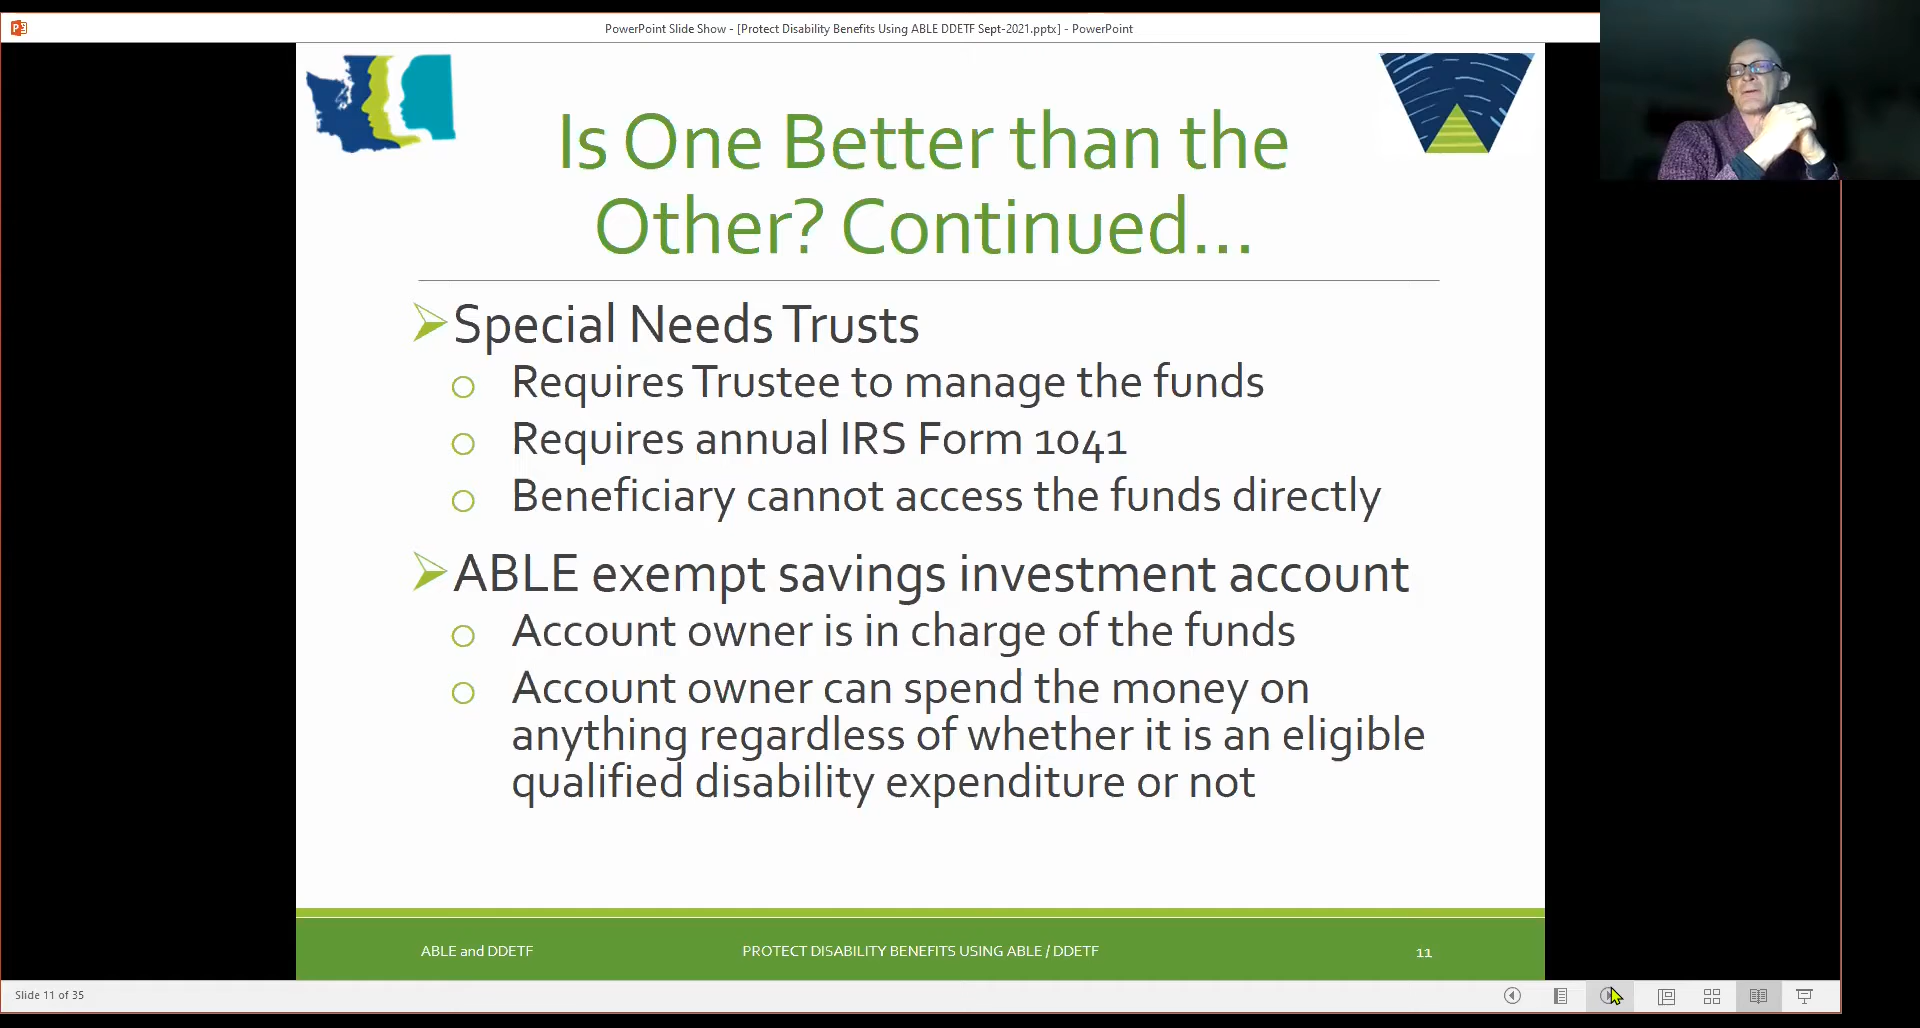 PowerPoint Slide Show - [Protect Disability Benefits Using ABLE DDETF Sept-2021.pptx] - PowerPoint
Is One Better than the
Other? Continued...
Special Needs Trusts
Requires Trustee to manage the funds
Requires annual IRS Form 1041
Beneficiary cannot access the funds directly
ABLE exempt savings investment account
Account owner is in charge of the funds
Account owner can spend the money on
anything regardless of whether it is an eligible
qualified disability expenditure or not
ABLE and DDETF
PROTECT DISABILITY BENEFITS USING ABLE / DDETF
11
Slide 11 of 35